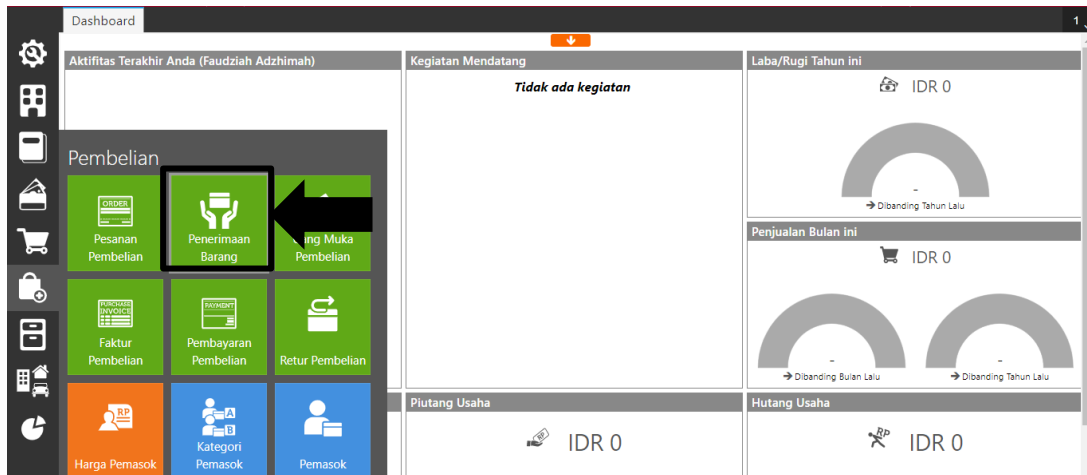 Dashboard
1
Aktifitas Terakhir Anda (Faudziah Adzhimah)
Kegiatan Mendatang
Tidak ada kegiatan
Laba/Rugi Tahun ini
IDR 0
-
→ Dibanding Tahun Lalu
Pembelian
ORDER
Pesanan
Pembelian
Penerimaan
Barang
ng Muka
Pembelian
PURCHASE
INVOICE
Faktur
Pembelian
PAYMENT
Pembayaran
Pembelian
Retur Pembelian
RP
Harga Pemasok
A
B
Kategori
Pemasok
Pemasok
Penjualan Bulan ini
IDR 0
-
→ Dibanding Bulan Lalu
-
→ Dibanding Tahun Lalu
Piutang Usaha
RP
IDR 0
Hutang Usaha
RP
IDR 0